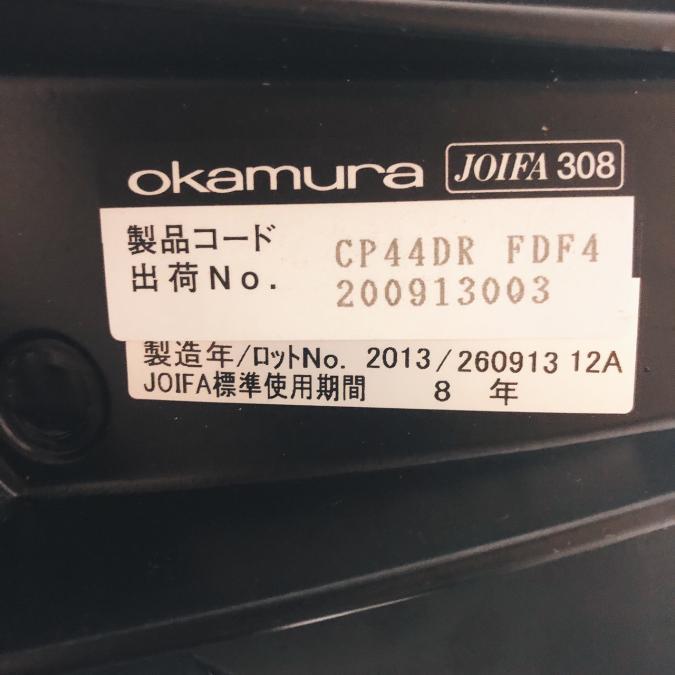 okamura JOIFA 308
製品コード CP44DR FDF4
出荷No. 200913003
製造年/ロットNo. 2013/260913 12A
JOIFA標準使用期間 8 年